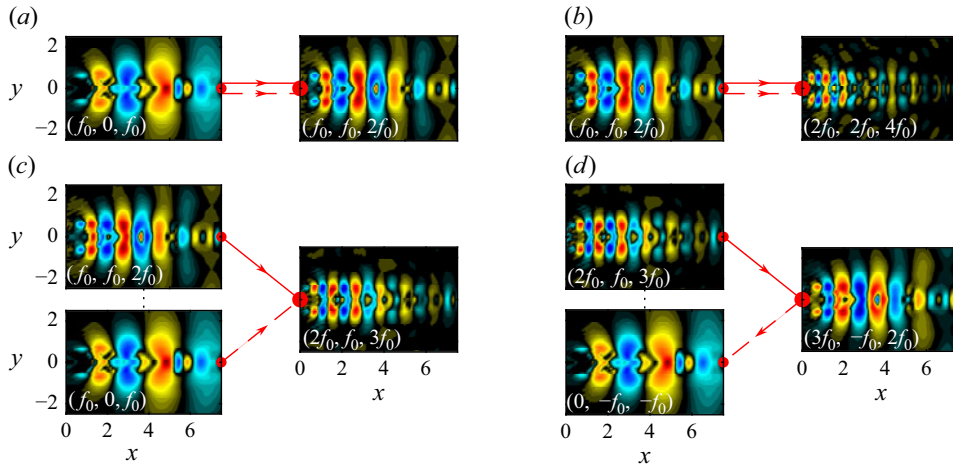 (a)
(b)
2
y 0
−2
(f0, 0, f0)
(f0, f0, 2f0)
(f0, f0, 2f0)
(2f0, 2f0, 4f0)
(c)
(d)
2
y 0
−2
(f0, f0, 2f0)
(2f0, f0, 3f0)
(2f0, f0, 3f0)
(3f0, −f0, 2f0)
2
y 0
−2
(f0, 0, f0)
(0, −f0, −f0)
0 2 4 6
x
0 2 4 6
x
0 2 4 6
x
0 2 4 6
x